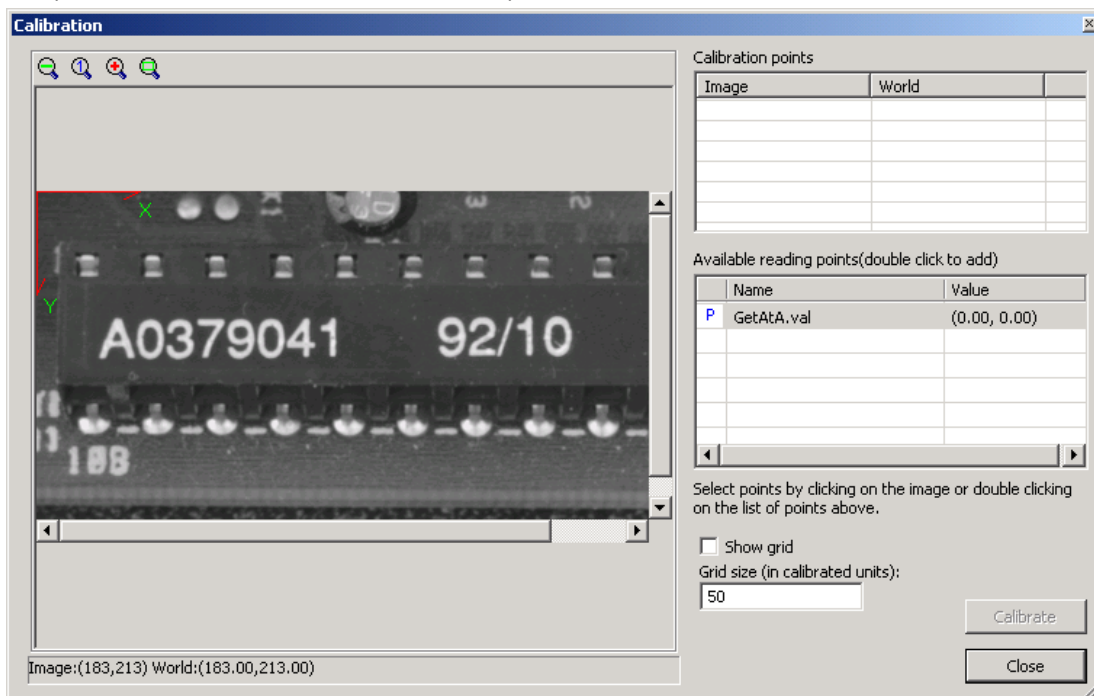 Calibration
Calibration points
Image World
X
Y
A0379041 92/10
10B
Available reading points(double click to add)
Name Value
P GetAtA.val (0.00, 0.00)
Select points by clicking on the image or double clicking
on the list of points above.
Show grid
Grid size (in calibrated units):
50
Calibrate
Close
Image:(183,213) World:(183.00,213.00)